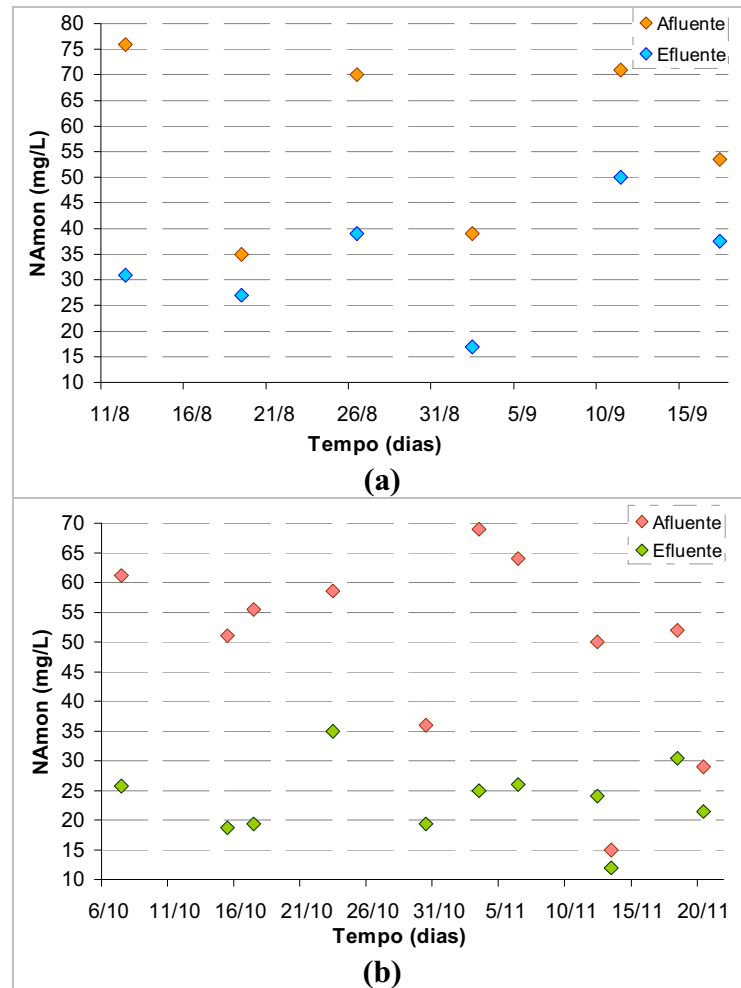 80
75
70
65
60
55
50
45
40
35
30
25
20
15
10
NAmon (mg/L)
Afluente
Efluente
11/8 16/8 21/8 26/8 31/8 5/9 10/9 15/9
Tempo (dias)
(a)
70
65
60
55
50
45
40
35
30
25
20
15
10
NAmon (mg/L)
Afluente
Efluente
6/10 11/10 16/10 21/10 26/10 31/10 5/11 10/11 15/11 20/11
Tempo (dias)
(b)